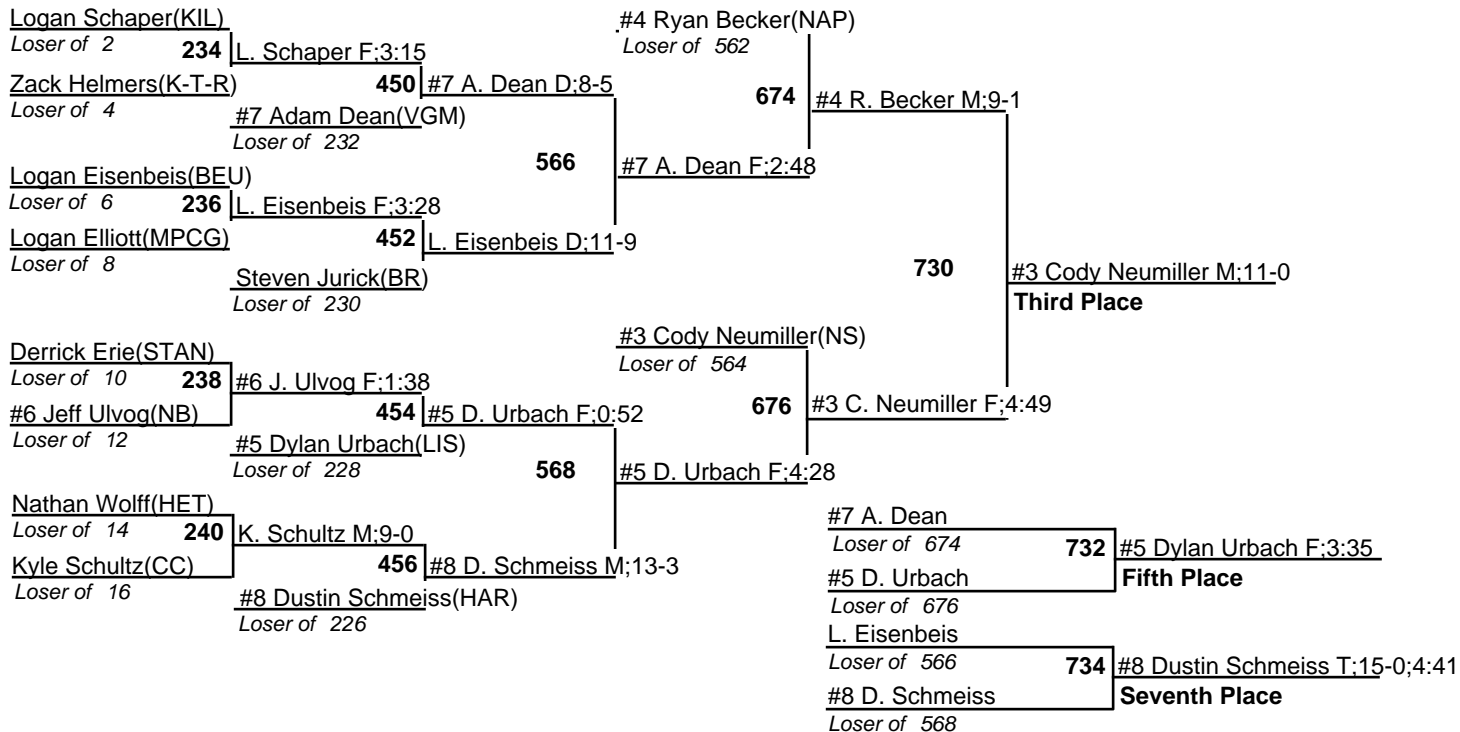 Logan Schaper(KIL)
Loser of 2
234
L. Schaper F;3:15
Zack Helmers(K-T-R)
Loser of 4
450
#7 A. Dean D;8-5
#7 Adam Dean(VGM)
Loser of 232
566
#7 A. Dean F;2:48
Logan Eisenbeis(BEU)
Loser of 6
236
L. Eisenbeis F;3:28
Logan Elliott(MPCG)
Loser of 8
452
L. Eisenbeis D;11-9
Steven Jurick(BR)
Loser of 230
#4 Ryan Becker(NAP)
Loser of 562
674
#4 R. Becker M;9-1
730
#3 Cody Neumiller M;11-0
Third Place
Derrick Erie(STAN)
Loser of 10
238
#6 J. Ulvog F;1:38
#6 Jeff Ulvog(NB)
Loser of 12
454
#5 D. Urbach F;0:52
#5 Dylan Urbach(LIS)
Loser of 228
568
#5 D. Urbach F;4:28
Nathan Wolff(HET)
Loser of 14
240
K. Schultz M;9-0
Kyle Schultz(CC)
Loser of 16
456
#8 D. Schmeiss M;13-3
#8 Dustin Schmeiss(HAR)
Loser of 226
#3 Cody Neumiller(NS)
Loser of 564
676
#3 C. Neumiller F;4:49
#7 A. Dean
Loser of 674
732
#5 Dylan Urbach F;3:35
#5 D. Urbach
Fifth Place
Loser of 676
L. Eisenbeis
Loser of 566
734
#8 Dustin Schmeiss T;15-0;4:41
#8 D. Schmeiss
Seventh Place
Loser of 568